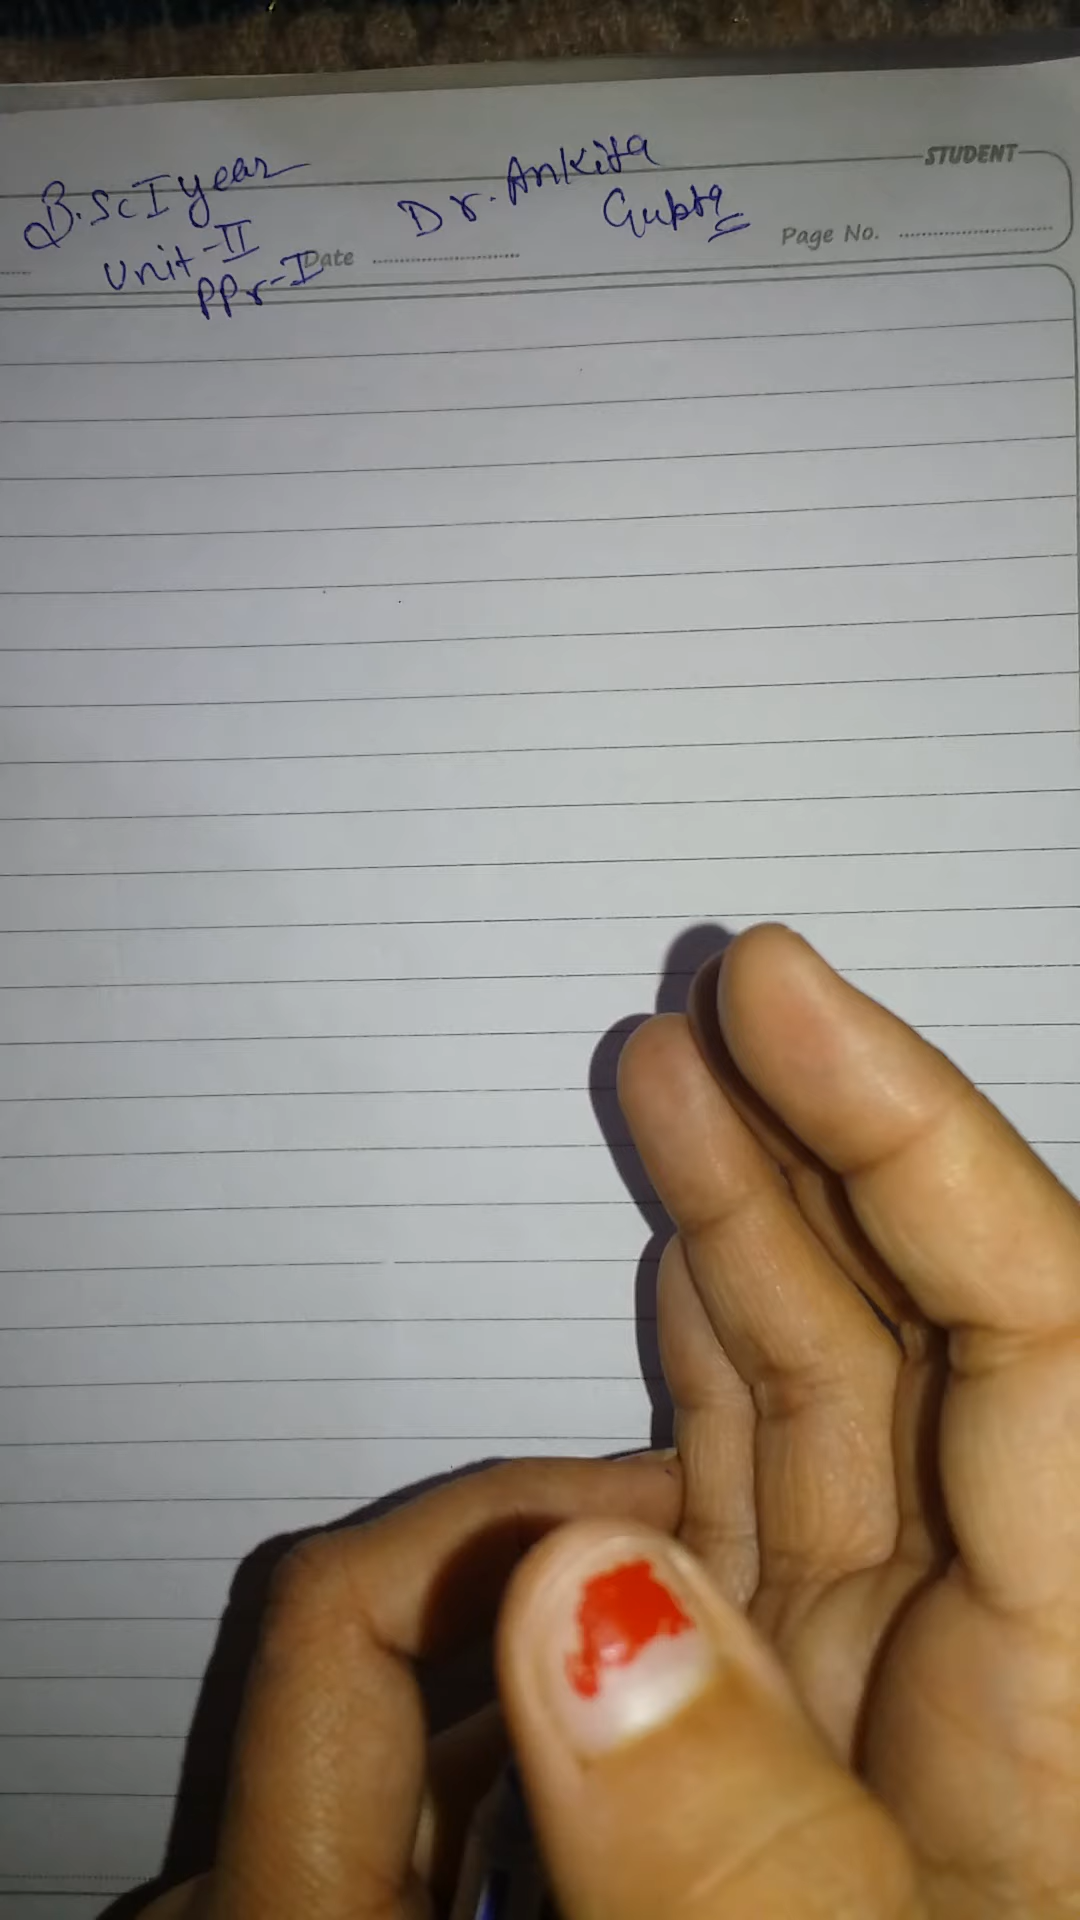 B.Sc I year
Unit-II
PPr-I
Dr. Ankita
Gupta
STUDENT
Date
Page No.